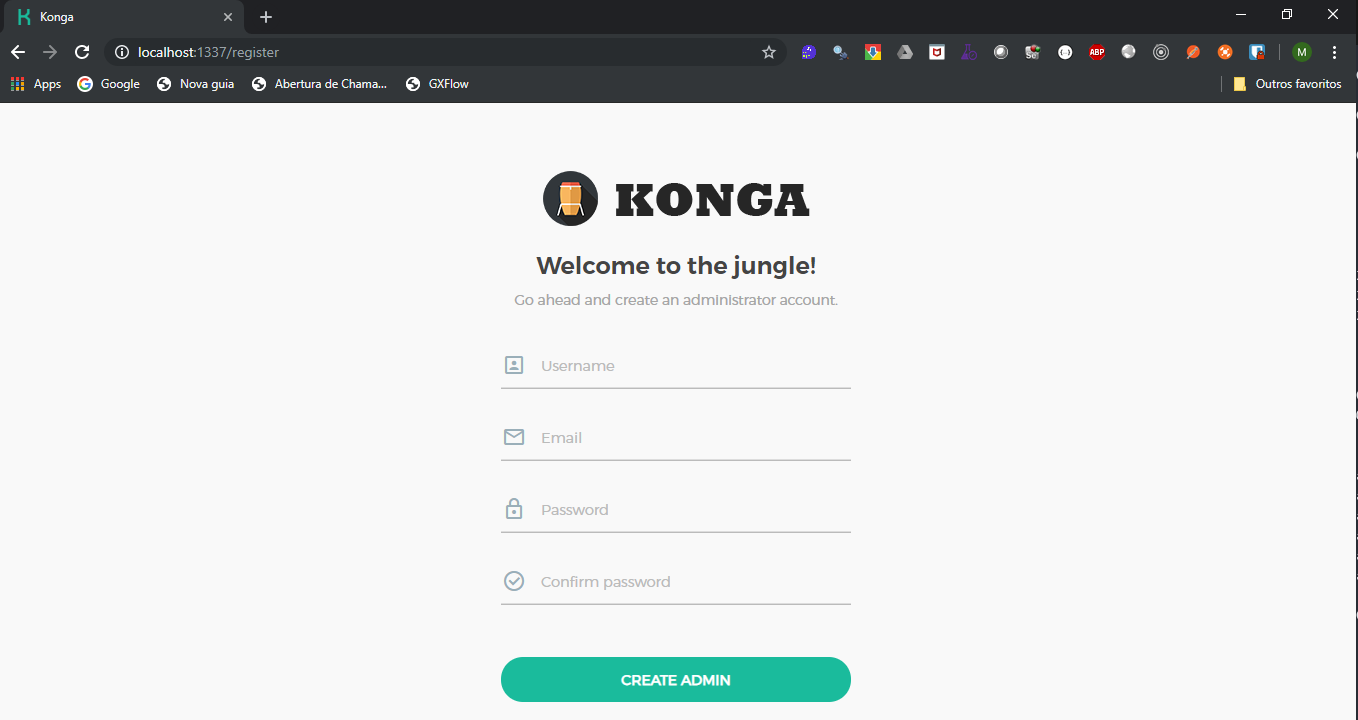 Konga
localhost:1337/register
ABP
M
Apps
Google
Nova guia
Abertura de Chama...
GXFlow
Outros favoritos
KONGA
Welcome to the jungle!
Go ahead and create an administrator account.
Username
Email
Password
Confirm password
CREATE ADMIN